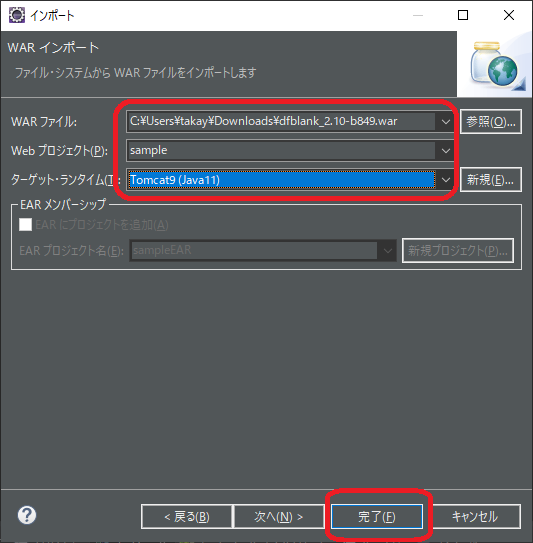 インポート
WAR インポート
ファイル・システムから WAR ファイルをインポートします
WAR ファイル:
C:¥Users¥takay¥Downloads¥dfblank_2.10-b849.war
参照(O)...
Web プロジェクト(P):
sample
ターゲット・ランタイム(T):
Tomcat9 (Java11)
新規(E)...
EAR メンバーシップ
EAR にプロジェクトを追加(A)
EAR プロジェクト名(E):
sampleEAR
新規プロジェクト(P)...
?
< 戻る(B)
次へ(N) >
完了(F)
キャンセル